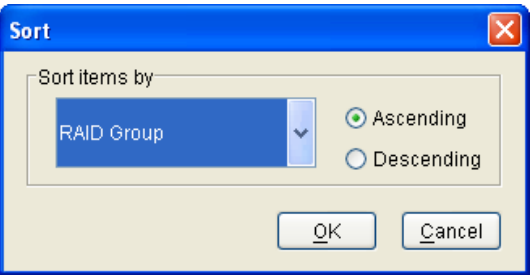 Sort
Sort items by
RAID Group
Ascending
Descending
OK
Cancel